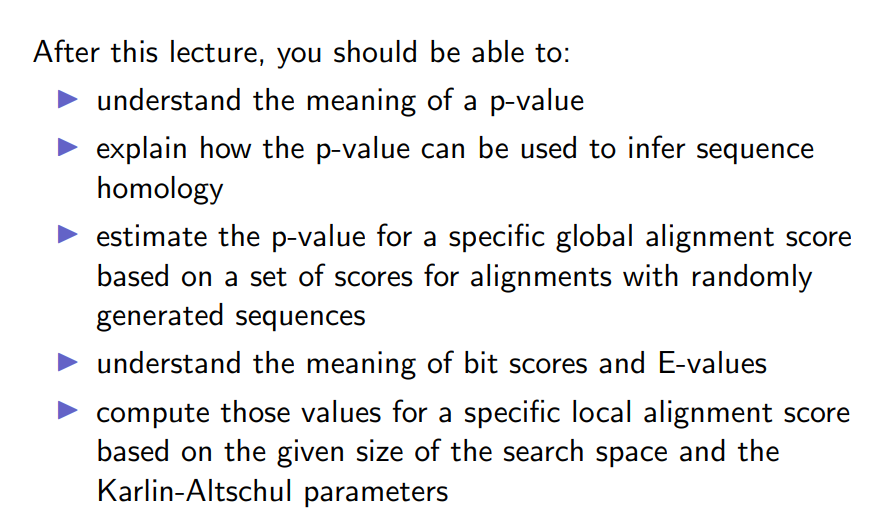 After this lecture, you should be able to:
▶ understand the meaning of a p-value
▶ explain how the p-value can be used to infer sequence
homology
▶ estimate the p-value for a specific global alignment score
based on a set of scores for alignments with randomly
generated sequences
▶ understand the meaning of bit scores and E-values
▶ compute those values for a specific local alignment score
based on the given size of the search space and the
Karlin-Altschul parameters